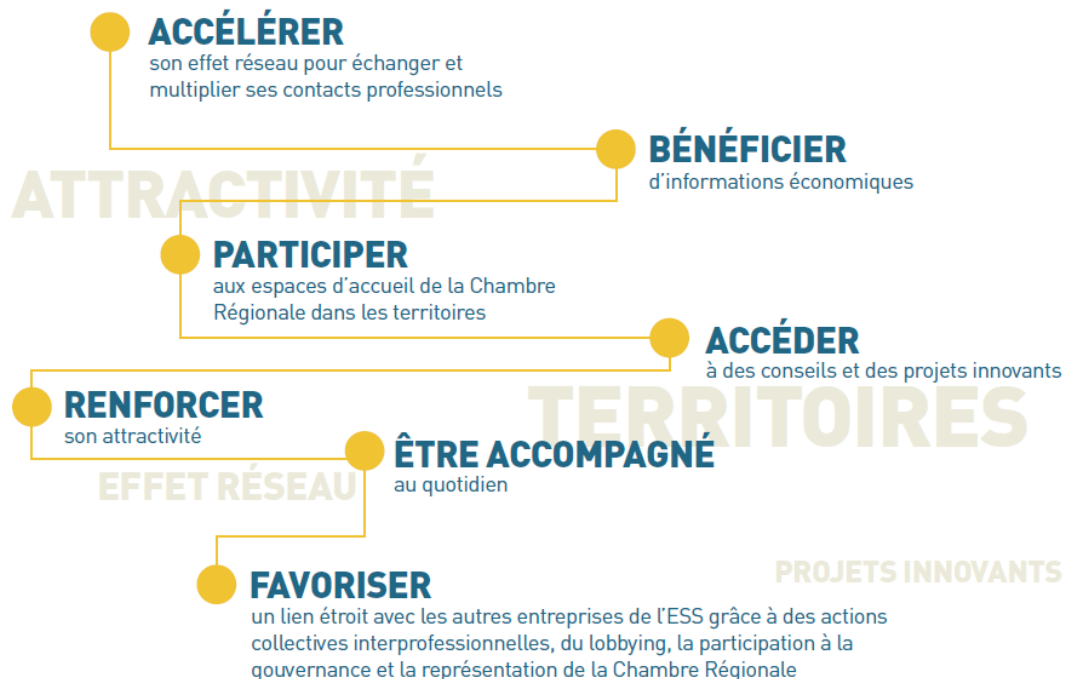 ACCÉLÉRER
son effet réseau pour échanger et
multiplier ses contacts professionnels
BÉNÉFICIER
d'informations économiques
ATTRACTIVITÉ
PARTICIPER
aux espaces d'accueil de la Chambre
Régionale dans les territoires
ACCÉDER
à des conseils et des projets innovants
TERRITOIRES
RENFORCER
son attractivité
ÊTRE ACCOMPAGNÉ
au quotidien
EFFET RÉSEAU
PROJETS INNOVANTS
FAVORISER
un lien étroit avec les autres entreprises de l'ESS grâce à des actions
collectives interprofessionnelles, du lobbying, la participation à la
gouvernance et la représentation de la Chambre Régionale